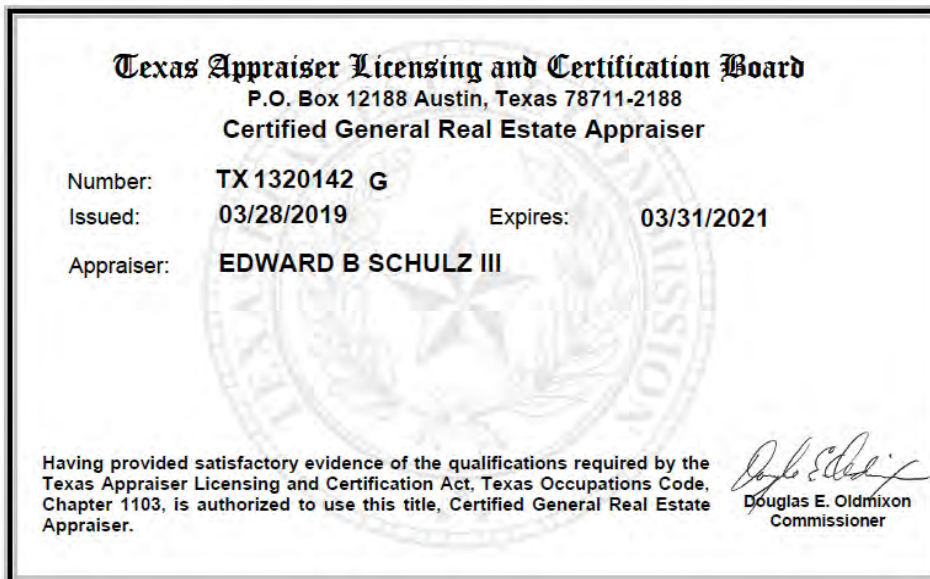 Texas Appraiser Licensing and Certification Board
P.O. Box 12188 Austin, Texas 78711-2188
Certified General Real Estate Appraiser
Number: TX 1320142 G
Issued: 03/28/2019 Expires: 03/31/2021
Appraiser: EDWARD B SCHULZ III
Having provided satisfactory evidence of the qualifications required by the
Texas Appraiser Licensing and Certification Act, Texas Occupations Code,
Chapter 1103, is authorized to use this title, Certified General Real Estate
Appraiser.
Douglas E. Oldmixon
Commissioner